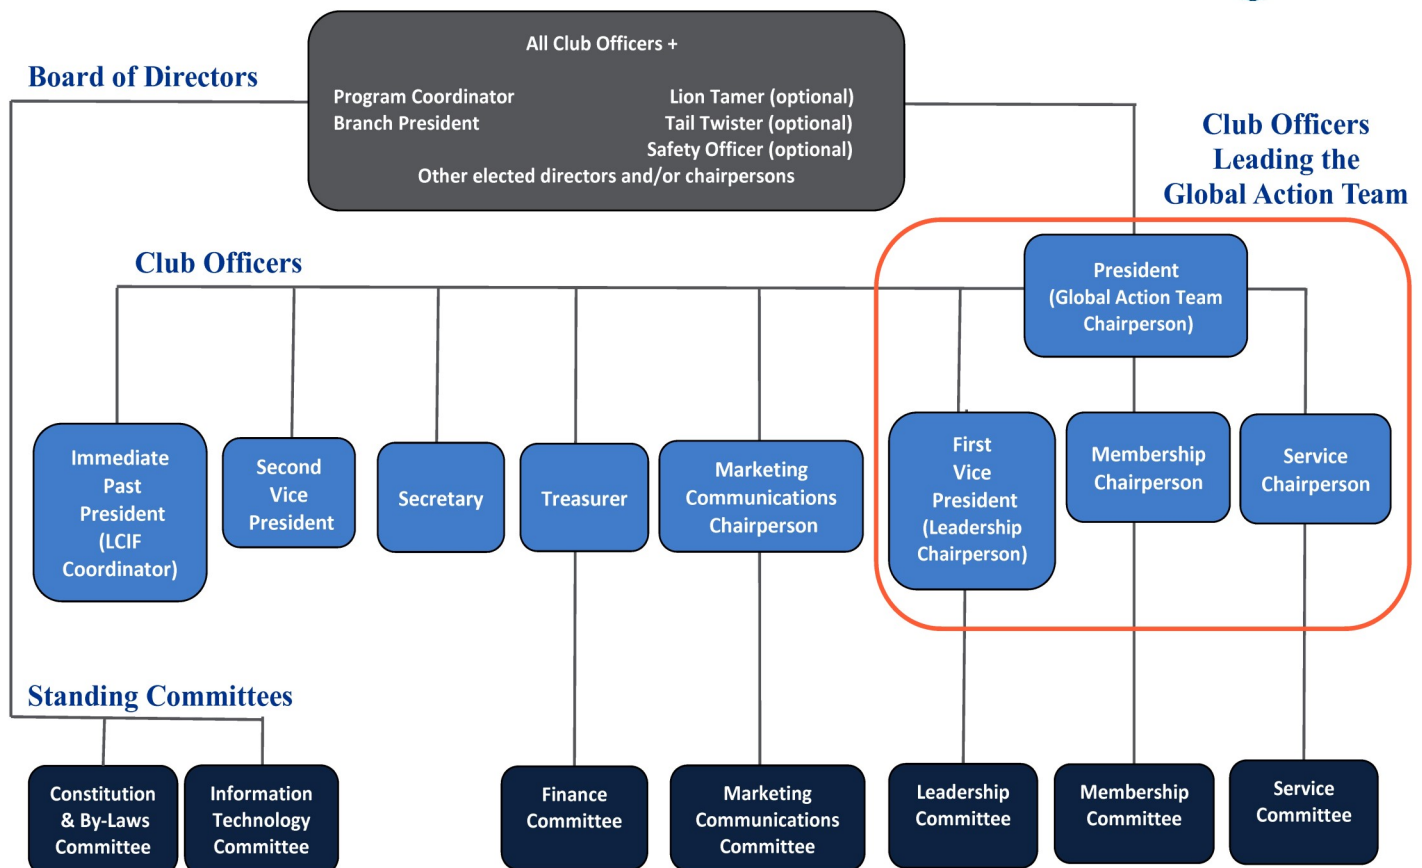 All Club Officers +
Board of Directors
Program Coordinator
Lion Tamer (optional)
Branch President
Tail Twister (optional)
Safety Officer (optional)
Other elected directors and/or chairpersons
Club Officers
Leading the
Global Action Team
Club Officers
President
(Global Action Team
Chairperson)
Immediate
Past
President
(LCIF
Coordinator)
Second
Vice
President
Secretary
Treasurer
Marketing
Communications
Chairperson
First
Vice
President
(Leadership
Chairperson)
Membership
Chairperson
Service
Chairperson
Standing Committees
Constitution
& By-Laws
Committee
Information
Technology
Committee
Finance
Committee
Marketing
Communications
Committee
Leadership
Committee
Membership
Committee
Service
Committee